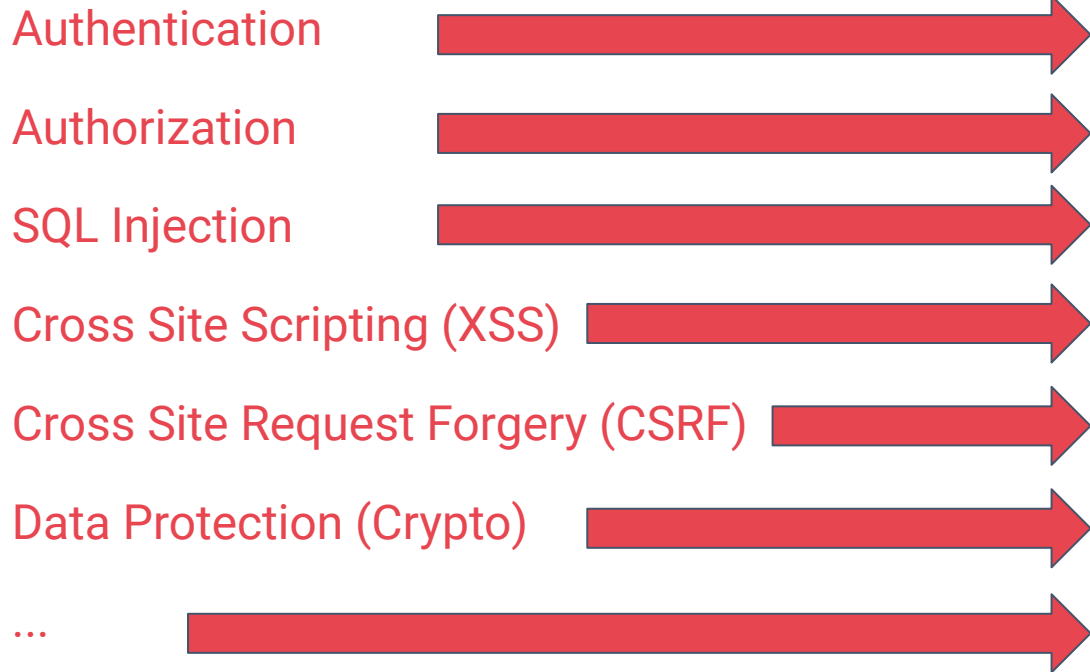 Authentication
Authorization
SQL Injection
Cross Site Scripting (XSS)
Cross Site Request Forgery (CSRF)
Data Protection (Crypto)
...